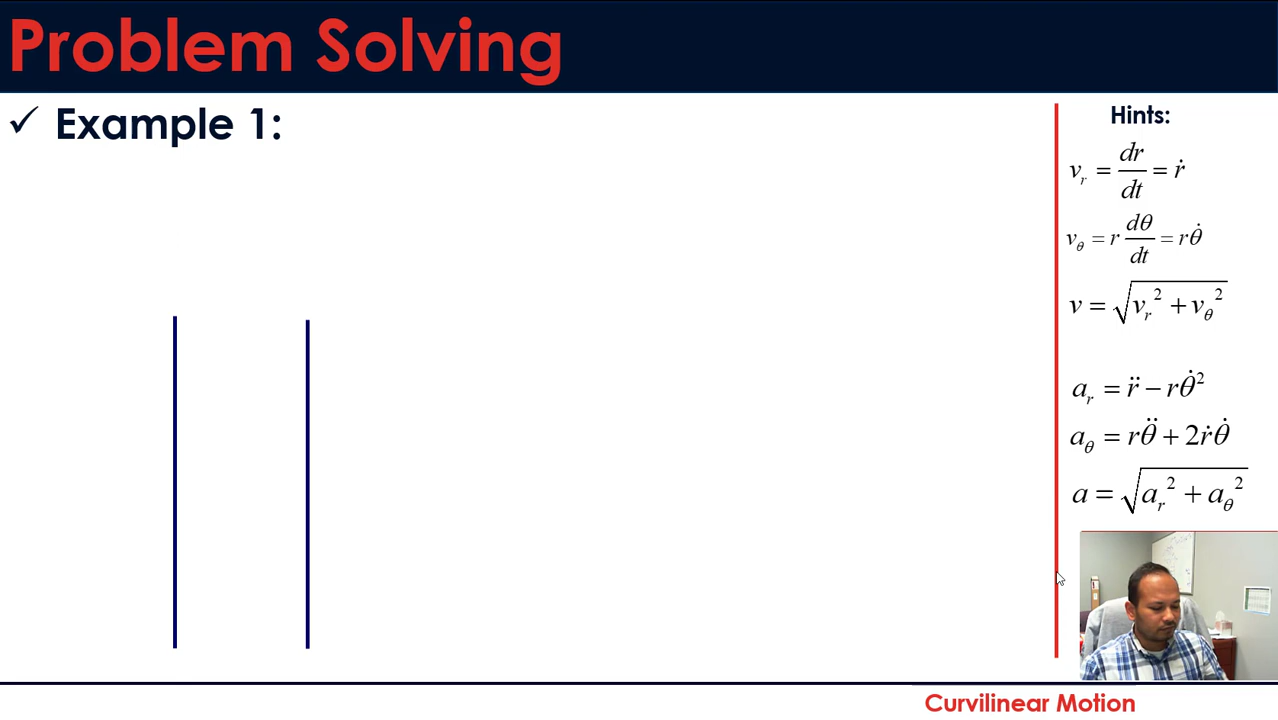 Problem Solving
✓ Example 1:
Hints:
v_r = dr/dt = ṙ
v_θ = r dθ/dt = rθ̇
v = √(v_r² + v_θ²)
a_r = r̈ − rθ̇²
a_θ = rθ̈ + 2ṙθ̇
a = √(a_r² + a_θ²)
Curvilinear Motion